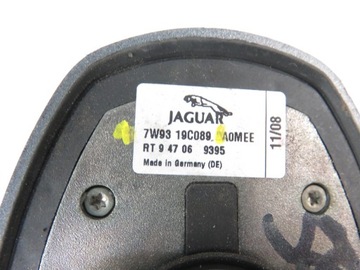 JAGUAR
7W93 19C089
A0MEE
RT 9 47 06 9395
Made in Germany (DE)
11/08